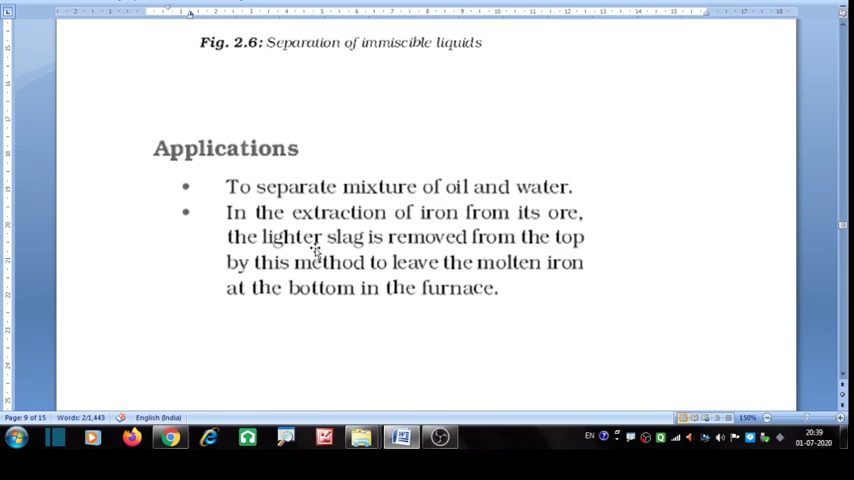 Fig. 2.6: Separation of immiscible liquids
Applications
• To separate mixture of oil and water.
• In the extraction of iron from its ore,
the lighter slag is removed from the top
by this method to leave the molten iron
at the bottom in the furnace.
Page: 9 of 15 Words: 2/1,443 English (India) 150%
EN 20:39
01-07-2020